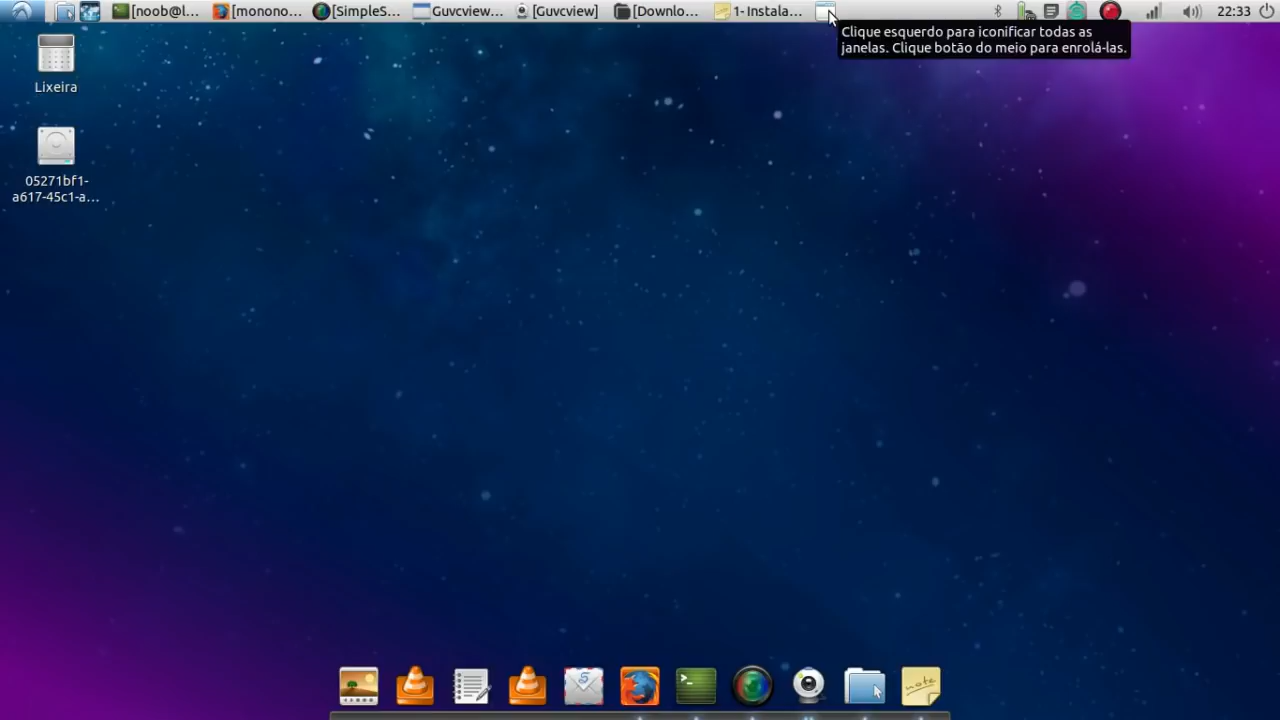 [noob@l... [monono... [SimpleS... Guvcview... [Guvcview] [Downlo... 1- Instala... 22:33
Clique esquerdo para iconificar todas as
janelas. Clique botão do meio para enrolá-las.
Lixeira
05271bf1-
a617-45c1-a...
note